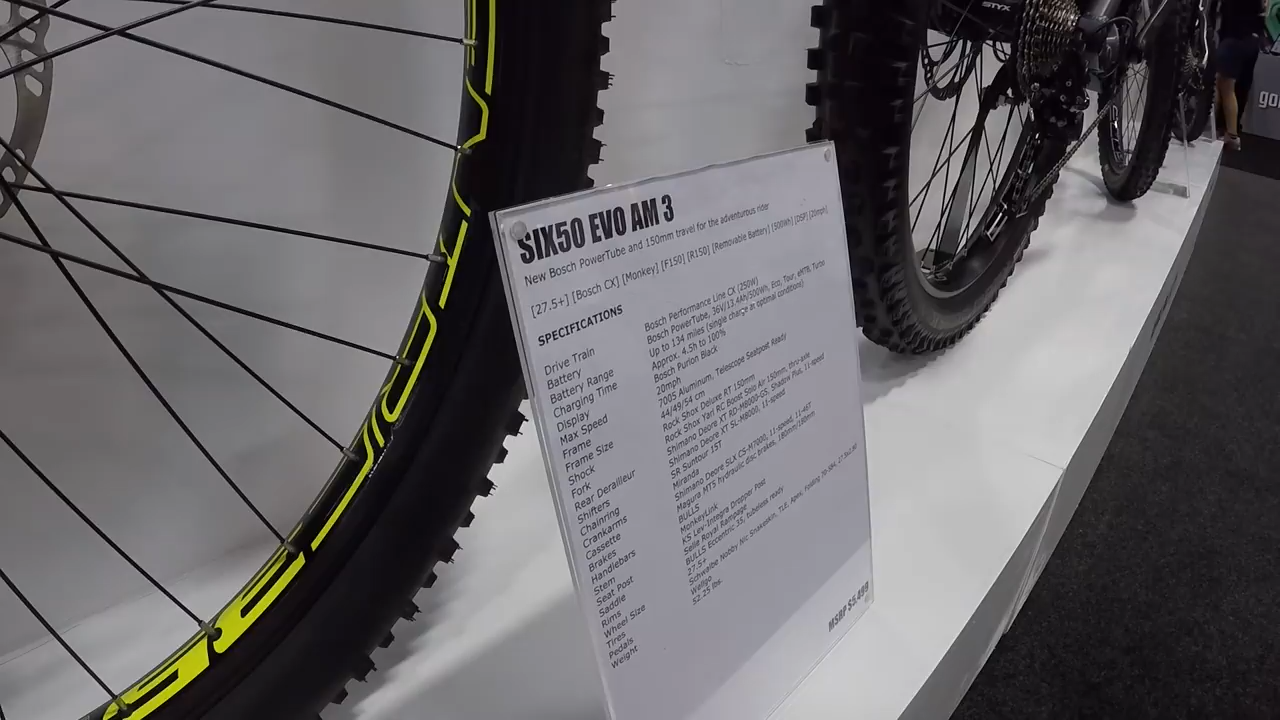 STYX
go
SIX50 EVO AM 3
New Bosch PowerTube and 150mm travel for the adventurous rider
[27.5+] [Bosch CX] [Monkey] [F150] [R150] [Removable Battery] [500Wh] [DSP] [20mph]
SPECIFICATIONS
Drive Train Bosch Performance Line CX (250W)
Battery Bosch PowerTube, 36V/13.4Ah/500Wh, Eco, Tour, eMTB, Turbo
Battery Range Up to 134 miles (single charge at optimal conditions)
Charging Time Approx. 4.5h to 100%
Display Bosch Purion Black
Max Speed 20mph
Frame 7005 Aluminum, Telescope Seatpost Ready
Frame Size 44/49/54 cm
Shock Rock Shox Deluxe RT 150mm
Fork Rock Shox Yari RC Boost Solo Air 150mm, thru-axle
Rear Derailleur Shimano Deore XT RD-M8000-GS, Shadow Plus, 11-speed
Shifters Shimano Deore XT SL-M8000, 11-speed
Chainring SR Suntour 15T
Crankarms Miranda
Cassette Shimano Deore SLX CS-M7000, 11-speed, 11-46T
Brakes Magura MT5 hydraulic disc brakes, 180mm/180mm
Handlebars BULLS
Stem MonkeyLink
Seat Post KS Lev-Integra Dropper Post
Saddle Selle Royal Rampage
Rims BULLS Eccentric 35, tubeless ready
Wheel Size 27.5+
Tires Schwalbe Nobby Nic Snakeskin, TLE, Apex, Folding
Pedals Wellgo
Weight 52.25 lbs.
MSRP $5,499